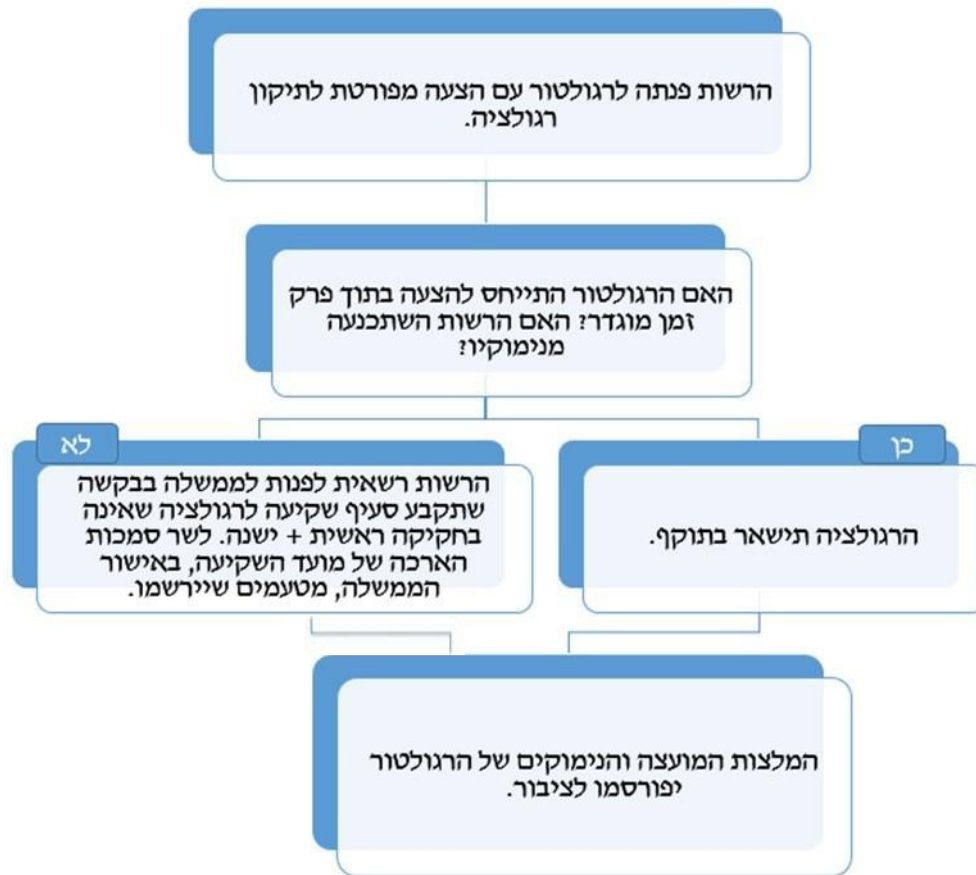 הרשות פנתה לרגולטור עם הצעה מפורטת לתיקון
רגולציה.
האם הרגולטור התייחס להצעה בתוך פרק
זמן מוגדר? האם הרשות השתכנעה
מנימוקיו?
כן
הרגולציה תישאר בתוקף.
לא
הרשות רשאית לפנות לממשלה בבקשה
שתקבע סעיף שקיעה לרגולציה שאינה
בחקיקה ראשית + ישנה. לשר סמכות
הארכה של מועד השקיעה, באישור
הממשלה, מטעמים שיירשמו.
המלצות המועצה והנימוקים של הרגולטור
יפורסמו לציבור.